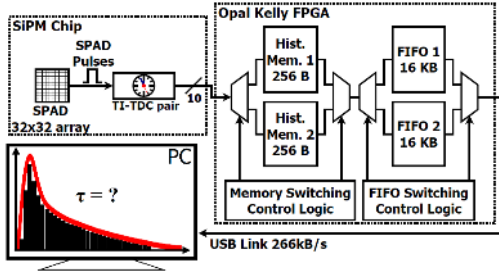 SiPM Chip
SPAD
Pulses
SPAD
32x32 array
TI-TDC pair
10
Opal Kelly FPGA
Hist.
Mem. 1
256 B
Hist.
Mem. 2
256 B
FIFO 1
16 KB
FIFO 2
16 KB
Memory Switching
Control Logic
FIFO Switching
Control Logic
PC
τ = ?
USB Link 266kB/s